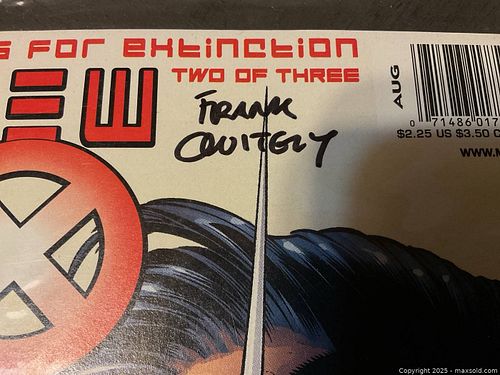 S FOR EXTINCTION
TWO OF THREE
FRANK
QUITELY
AUG
0 71486 017
$2.25 US $3.50 C
WWW.M
Copyright 2025 - maxsold.com